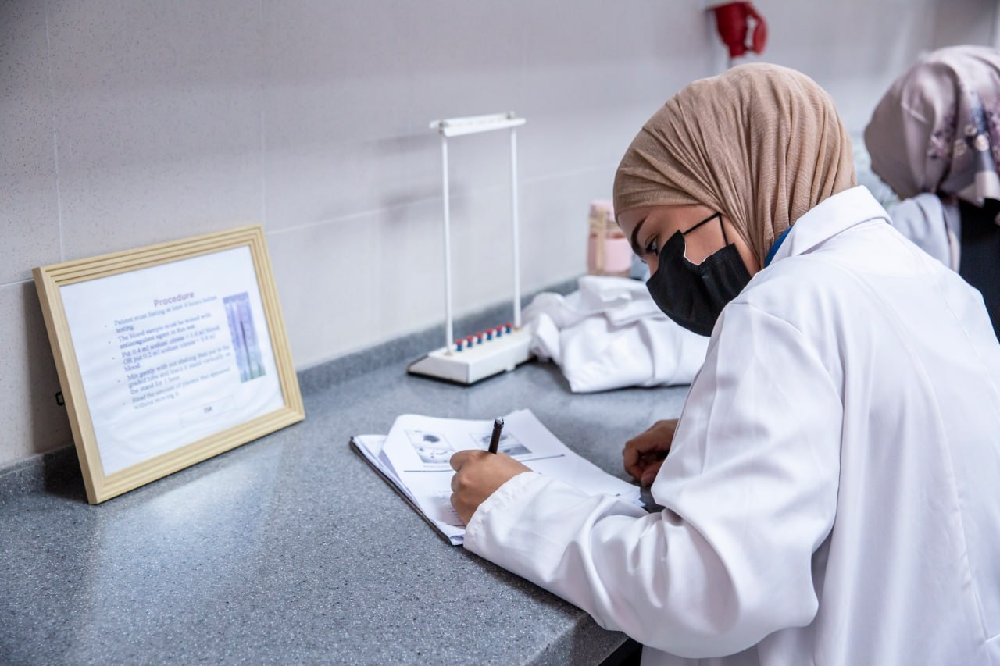 Procedure
- Patient must fasting at least 4 hours before
testing.
- The blood sample must be mixed with
anticoagulant agent in this test.
- Put 0.4 ml sodium citrate = 1.6 ml blood
OR put 0.2 ml sodium citrate = 0.8 ml
blood
- Mix gently with out shaking then put in the
graded tube and leave it stand vertically on
the stand for 1 hour.
- Read the amount of plasma that appeared
without moving it
ESR